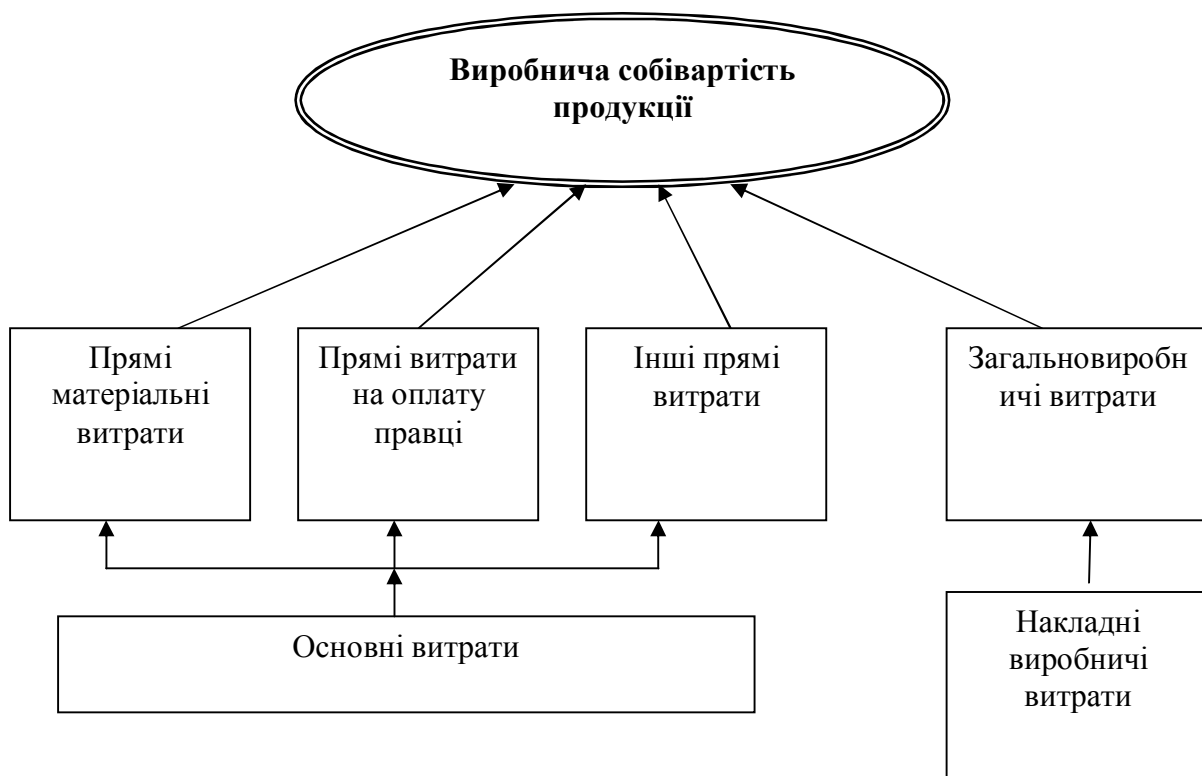 Виробнича собівартість
продукції
Прямі
матеріальні
витрати
Прямі витрати
на оплату
правці
Інші прямі
витрати
Загальновиробн
ичі витрати
Основні витрати
Накладні
виробничі
витрати